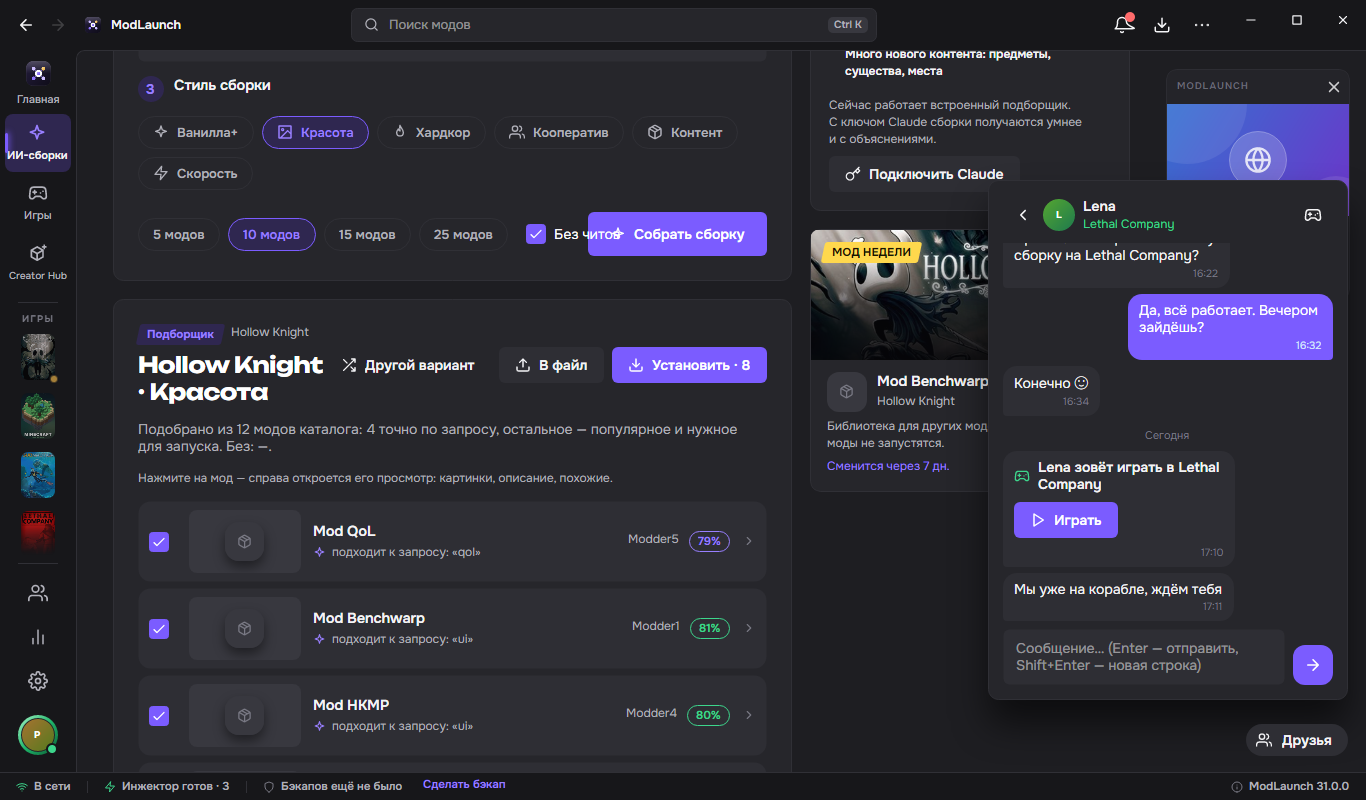 ModLaunch
Поиск модов
Ctrl K
Главная
ИИ-сборки
Игры
Creator Hub
ИГРЫ
MINECRAFT
LETHAL
COMPANY
P
3
Стиль сборки
Ванилла+
Красота
Хардкор
Кооператив
Контент
Скорость
5 модов
10 модов
15 модов
25 модов
Без читов
Собрать сборку
Подборщик
Hollow Knight
Hollow Knight
· Красота
Другой вариант
В файл
Установить · 8
Подобрано из 12 модов каталога: 4 точно по запросу, остальное — популярное и нужное
для запуска. Без: —.
Нажмите на мод — справа откроется его просмотр: картинки, описание, похожие.
Mod QoL
подходит к запросу: «qol»
Modder5
79%
Mod Benchwarp
подходит к запросу: «ui»
Modder1
81%
Mod HKMP
подходит к запросу: «ui»
Modder4
80%
Много нового контента: предметы,
существа, места
Сейчас работает встроенный подборщик.
С ключом Claude сборки получаются умнее
и с объяснениями.
Подключить Claude
МОД НЕДЕЛИ
HOLLO
Mod Benchwarp
Hollow Knight
Библиотека для других мод
моды не запустятся.
Сменится через 7 дн.
MODLAUNCH
L
Lena
Lethal Company
сборку на Lethal Company?
16:22
Да, всё работает. Вечером
зайдёшь?
16:32
Конечно
16:34
Сегодня
Lena зовёт играть в Lethal
Company
Играть
17:10
Мы уже на корабле, ждём тебя
17:11
Сообщение... (Enter — отправить,
Shift+Enter — новая строка)
Друзья
В сети
Инжектор готов · 3
Бэкапов ещё не было
Сделать бэкап
ModLaunch 31.0.0